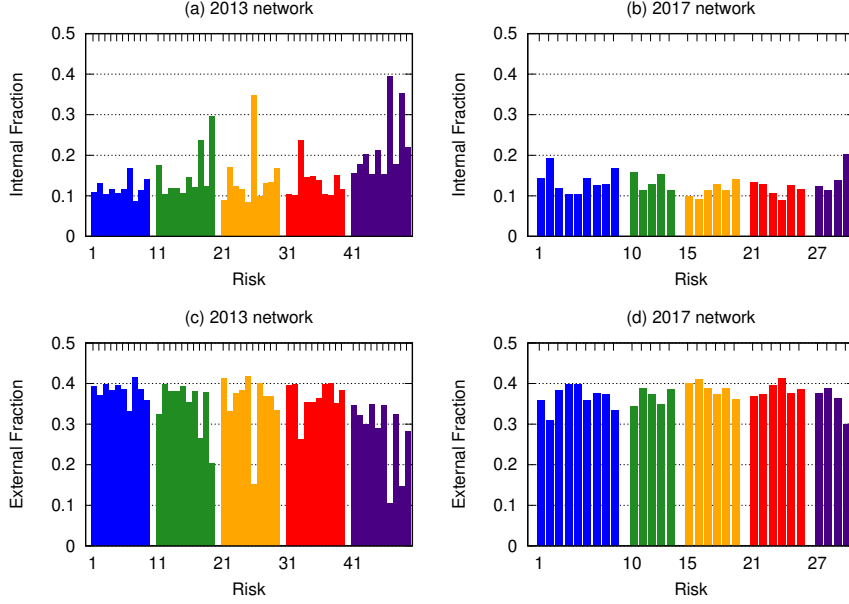 (a) 2013 network
0.5
0.4
0.3
0.2
0.1
0
Internal Fraction
1 11 21 31 41
Risk
(b) 2017 network
0.5
0.4
0.3
0.2
0.1
0
Internal Fraction
1 10 15 21 27
Risk
(c) 2013 network
0.5
0.4
0.3
0.2
0.1
0
External Fraction
1 11 21 31 41
Risk
(d) 2017 network
0.5
0.4
0.3
0.2
0.1
0
External Fraction
1 10 15 21 27
Risk